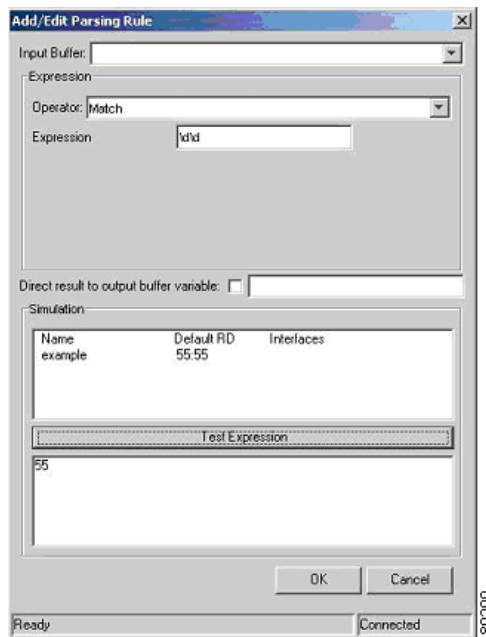 Add/Edit Parsing Rule
Input Buffer:
Expression
Operator: Match
Expression \d\d
Direct result to output buffer variable:
Simulation
Name Default RD Interfaces
example 55:55
Test Expression
55
OK Cancel
Ready Connected